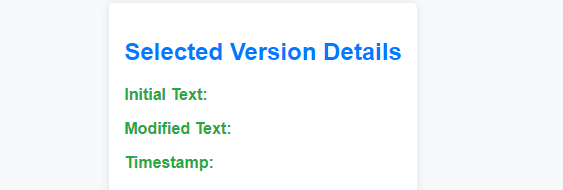 Selected Version Details
Initial Text:
Modified Text:
Timestamp: